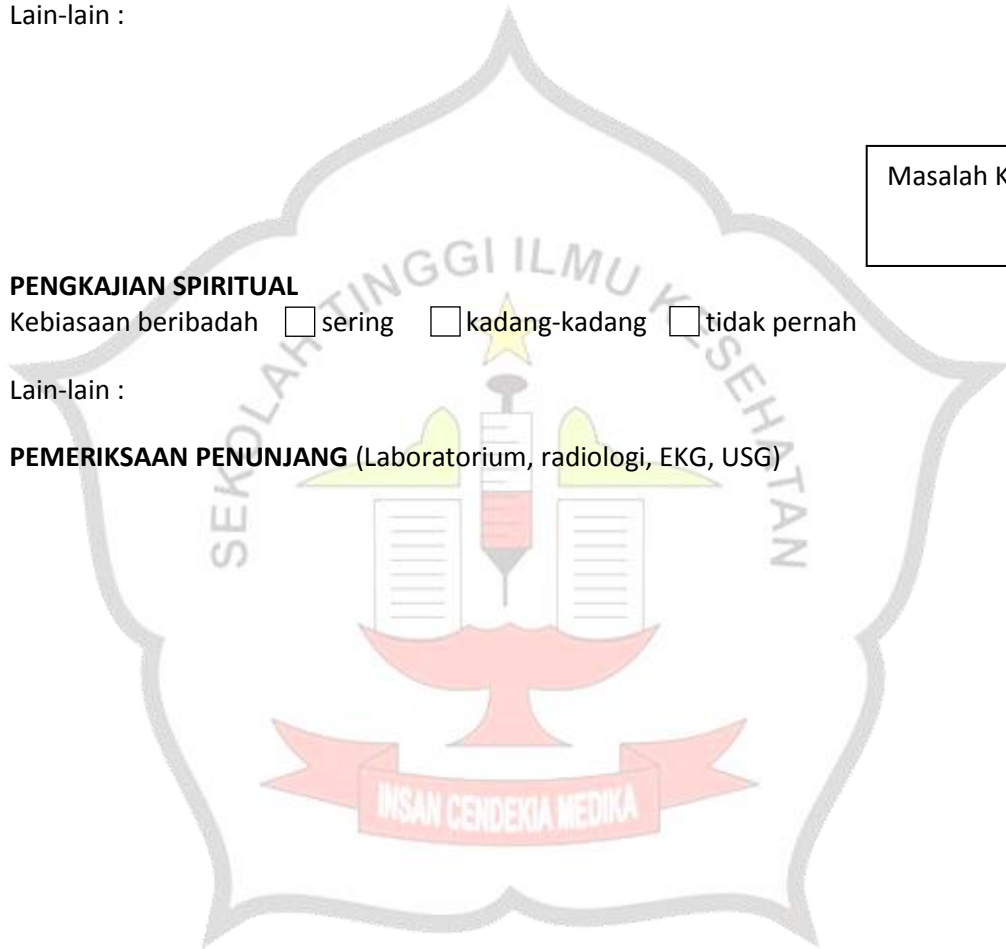 Lain-lain :
Masalah
PENGKAJIAN SPIRITUAL
Kebiasaan beribadah ☐ sering ☐ kadang-kadang ☐ tidak pernah
Lain-lain :
PEMERIKSAAN PENUNJANG (Laboratorium, radiologi, EKG, USG)
SEKOLAH TINGGI ILMU KESEHATAN
INSAN CENDEKIA MEDIKA